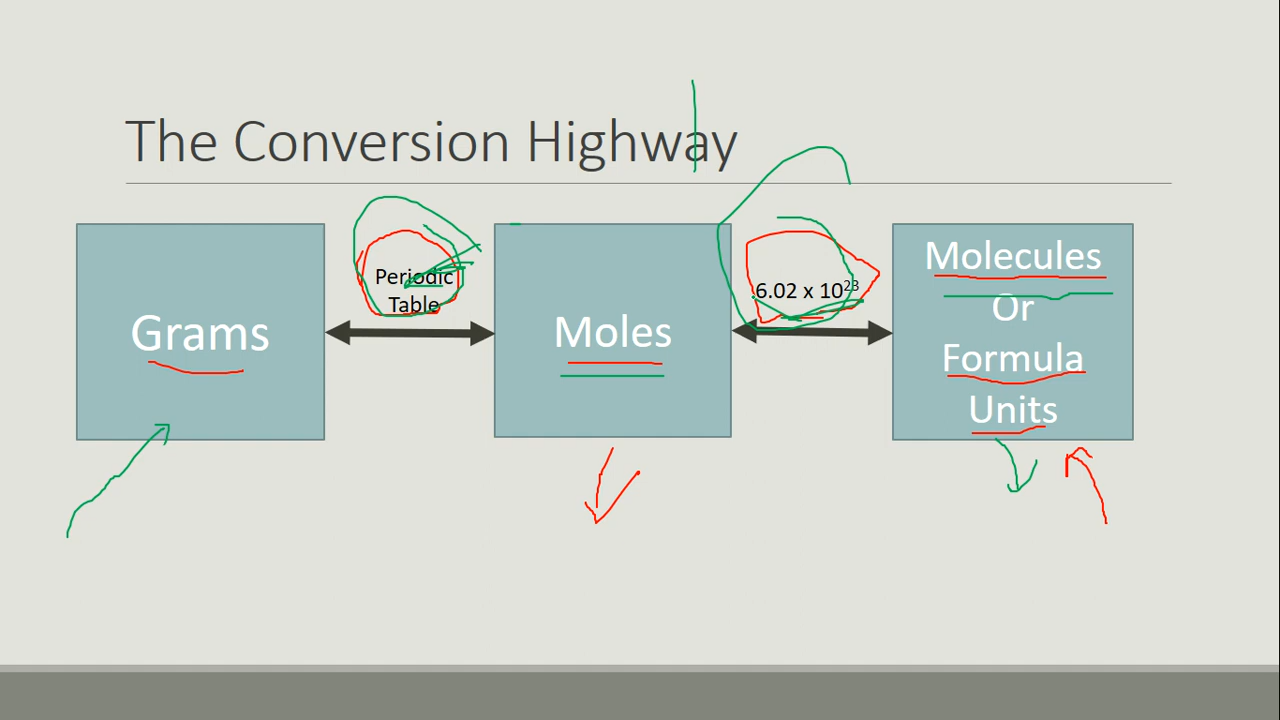 The Conversion Highway
Grams
Periodic
Table
Moles
6.02 x 10²³
Molecules
Or
Formula
Units